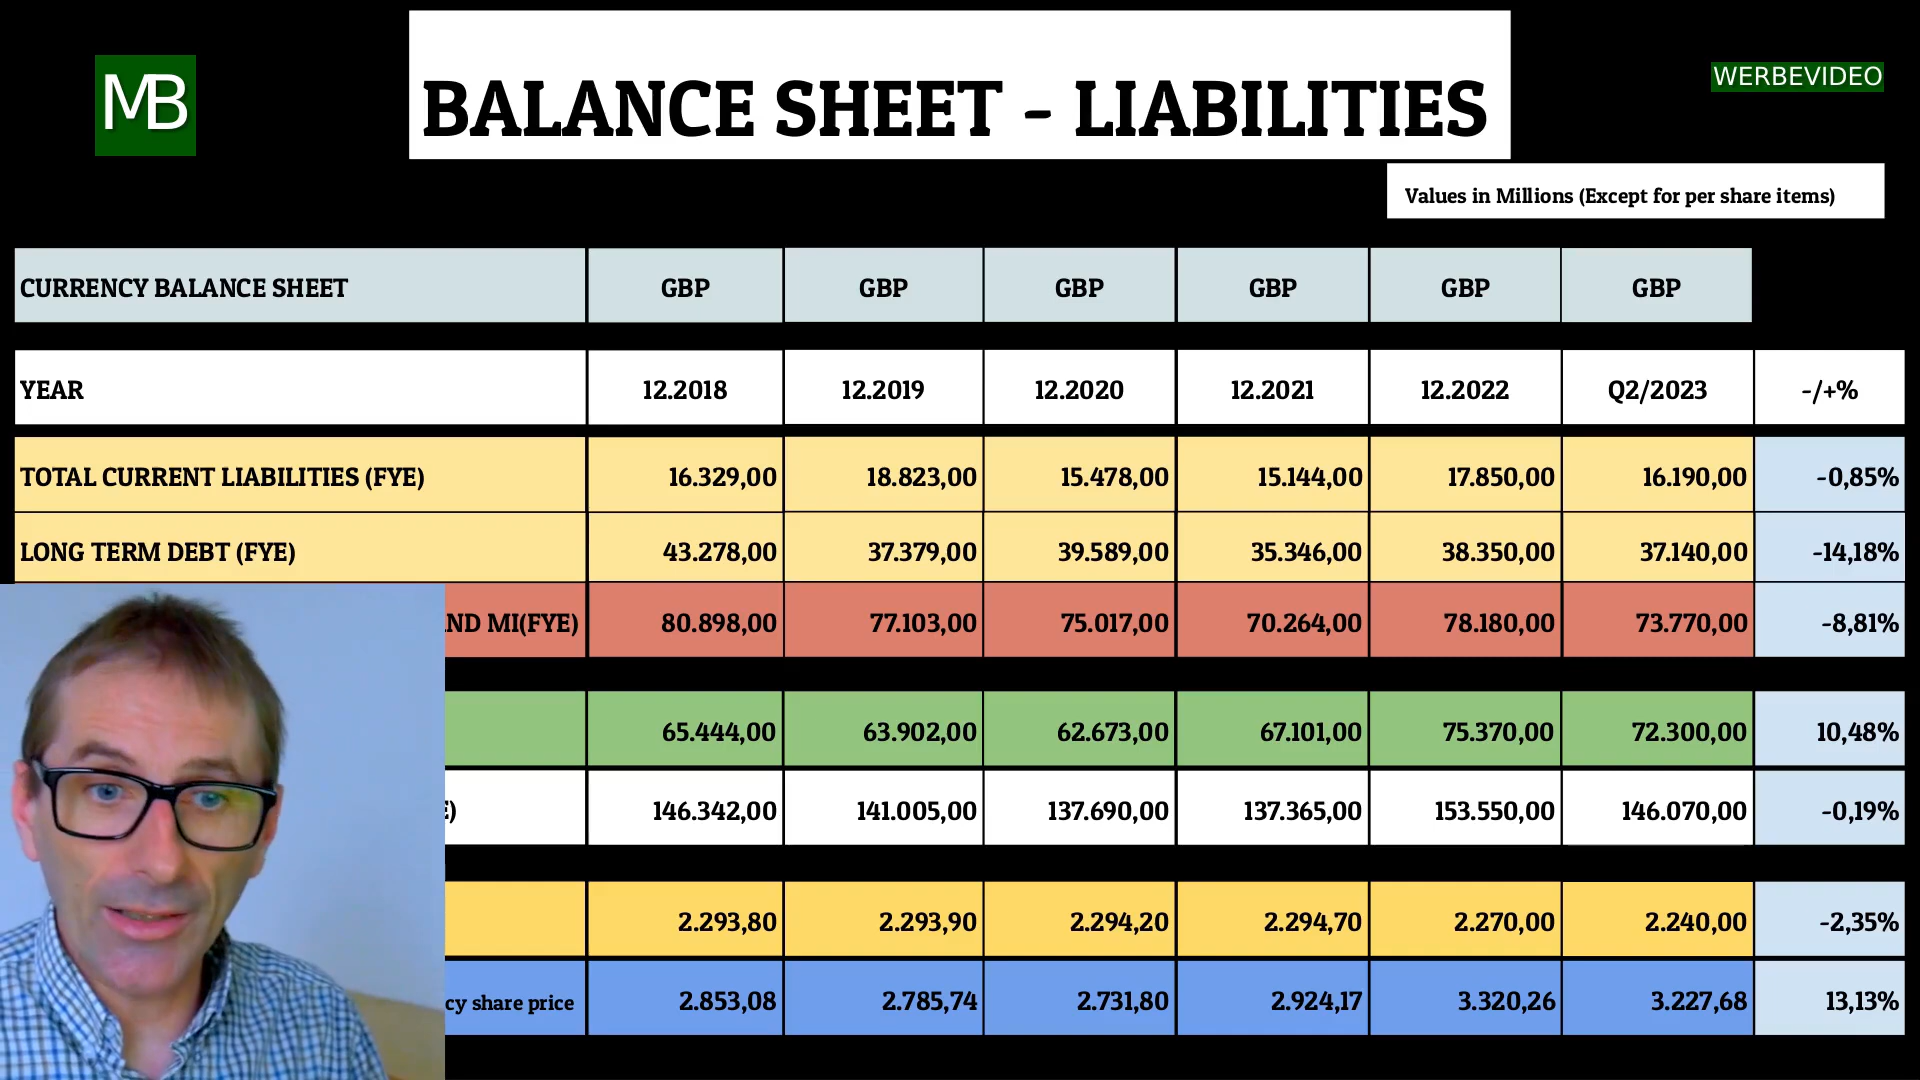 MB
BALANCE SHEET - LIABILITIES
WERBEVIDEO
Values in Millions (Except for per share items)
CURRENCY BALANCE SHEET GBP GBP GBP GBP GBP GBP
YEAR 12.2018 12.2019 12.2020 12.2021 12.2022 Q2/2023 -/+%
TOTAL CURRENT LIABILITIES (FYE) 16.329,00 18.823,00 15.478,00 15.144,00 17.850,00 16.190,00 -0,85%
LONG TERM DEBT (FYE) 43.278,00 37.379,00 39.589,00 35.346,00 38.350,00 37.140,00 -14,18%
MI(FYE) 80.898,00 77.103,00 75.017,00 70.264,00 78.180,00 73.770,00 -8,81%
65.444,00 63.902,00 62.673,00 67.101,00 75.370,00 72.300,00 10,48%
146.342,00 141.005,00 137.690,00 137.365,00 153.550,00 146.070,00 -0,19%
2.293,80 2.293,90 2.294,20 2.294,70 2.270,00 2.240,00 -2,35%
share price 2.853,08 2.785,74 2.731,80 2.924,17 3.320,26 3.227,68 13,13%